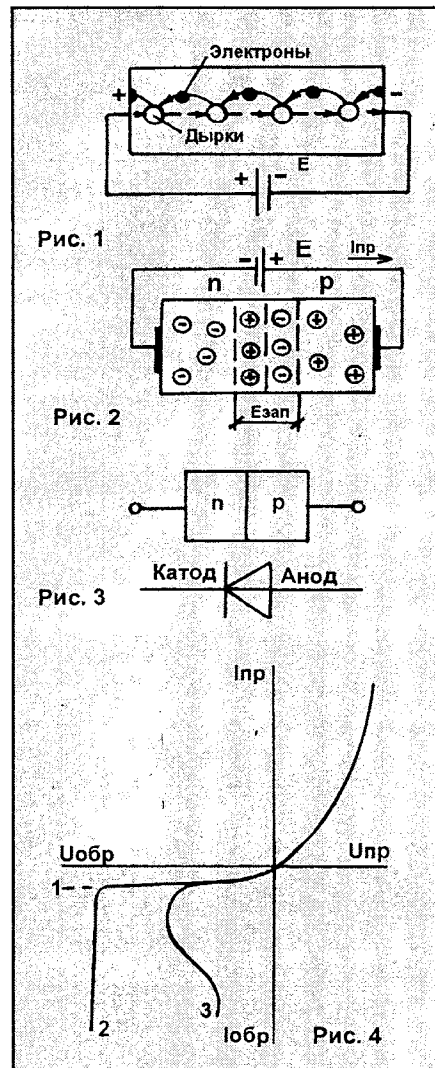 Электроны
+ -
Дырки
E
+ -
Рис. 1
- + E Iпр
n p
Eзап
Рис. 2
n p
Катод Анод
Рис. 3
Iпр
Uобр Uпр
1
3
2
Iобр Рис. 4